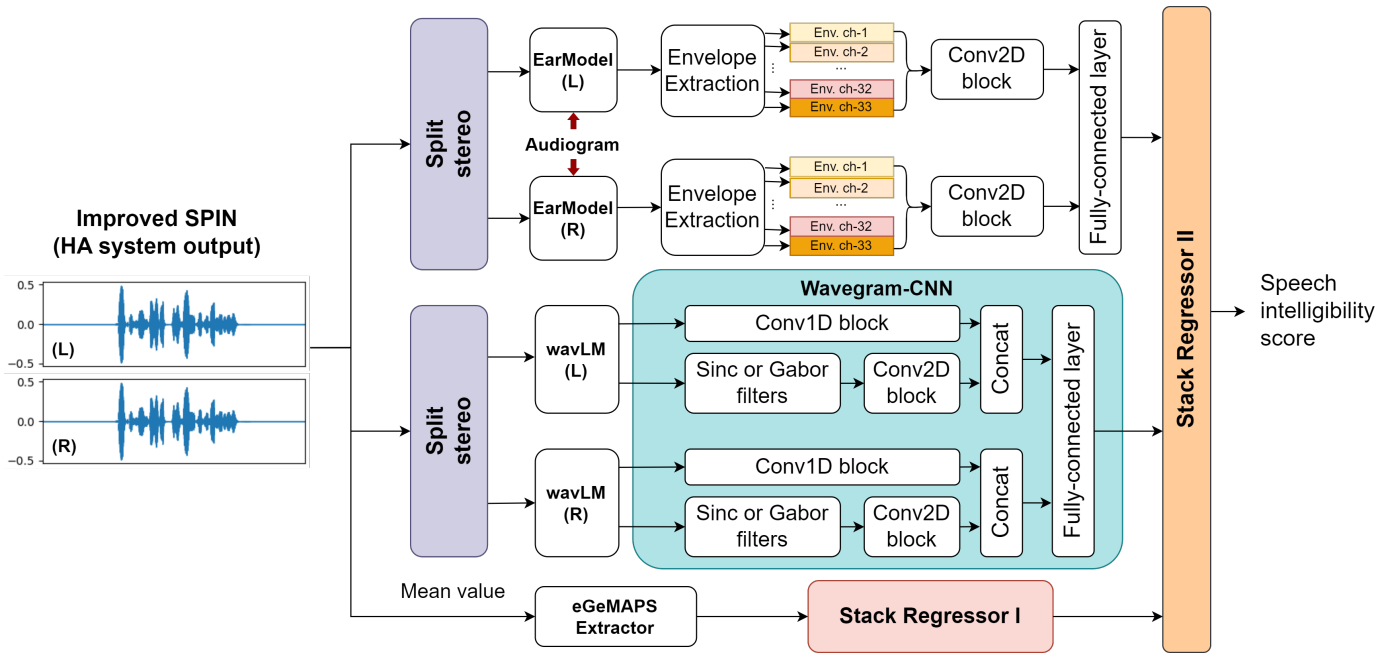 Improved SPIN
(HA system output)
0.5
0.0
−0.5
(L)
0.5
0.0
−0.5
(R)
Split
stereo
EarModel
(L)
Audiogram
EarModel
(R)
Envelope
Extraction
Env. ch-1
Env. ch-2
...
...
Env. ch-32
Env. ch-33
Conv2D
block
Envelope
Extraction
Env. ch-1
Env. ch-2
...
...
Env. ch-32
Env. ch-33
Conv2D
block
Fully-connected layer
Split
stereo
wavLM
(L)
wavLM
(R)
Wavegram-CNN
Conv1D block
Sinc or Gabor
filters
Conv2D
block
Concat
Conv1D block
Sinc or Gabor
filters
Conv2D
block
Concat
Fully-connected layer
Mean value
eGeMAPS
Extractor
Stack Regressor I
Stack Regressor II
Speech
intelligibility
score